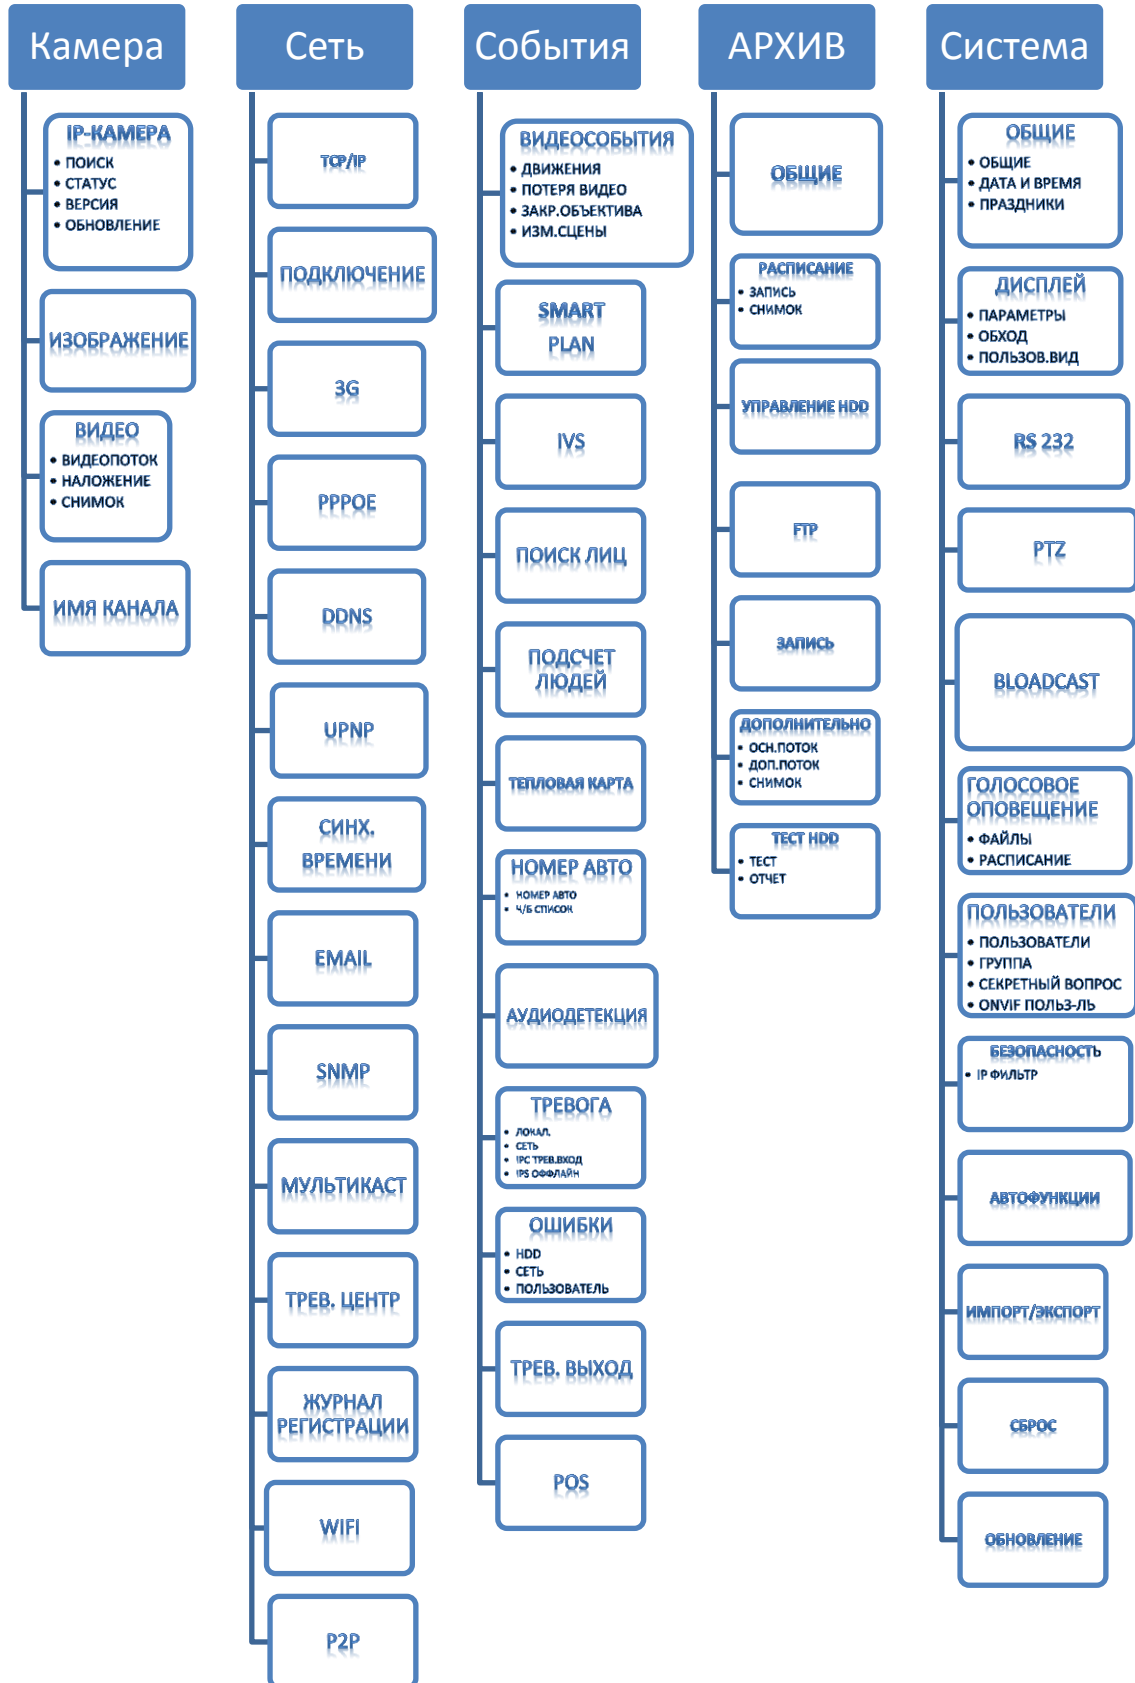 Камера
IP-КАМЕРА
• ПОИСК
• СТАТУС
• ВЕРСИЯ
• ОБНОВЛЕНИЕ
ИЗОБРАЖЕНИЕ
ВИДЕО
• ВИДЕОПОТОК
• НАЛОЖЕНИЕ
• СНИМОК
ИМЯ КАНАЛА
Сеть
TCP/IP
ПОДКЛЮЧЕНИЕ
3G
PPPOE
DDNS
UPNP
СИНХ.
ВРЕМЕНИ
EMAIL
SNMP
МУЛЬТИКАСТ
ТРЕВ. ЦЕНТР
ЖУРНАЛ
РЕГИСТРАЦИИ
WIFI
P2P
События
ВИДЕОСОБЫТИЯ
• ДВИЖЕНИЯ
• ПОТЕРЯ ВИДЕО
• ЗАКР.ОБЪЕКТИВА
• ИЗМ.СЦЕНЫ
SMART
PLAN
IVS
ПОИСК ЛИЦ
ПОДСЧЕТ
ЛЮДЕЙ
ТЕПЛОВАЯ КАРТА
НОМЕР АВТО
• НОМЕР АВТО
• Ч/Б СПИСОК
АУДИОДЕТЕКЦИЯ
ТРЕВОГА
• ЛОКАЛ.
• СЕТЬ
• IPC ТРЕВ.ВХОД
• IPS ОФФЛАЙН
ОШИБКИ
• HDD
• СЕТЬ
• ПОЛЬЗОВАТЕЛЬ
ТРЕВ. ВЫХОД
POS
АРХИВ
ОБЩИЕ
РАСПИСАНИЕ
• ЗАПИСЬ
• СНИМОК
УПРАВЛЕНИЕ HDD
FTP
ЗАПИСЬ
ДОПОЛНИТЕЛЬНО
• ОСН.ПОТОК
• ДОП.ПОТОК
• СНИМОК
ТЕСТ HDD
• ТЕСТ
• ОТЧЕТ
Система
ОБЩИЕ
• ОБЩИЕ
• ДАТА И ВРЕМЯ
• ПРАЗДНИКИ
ДИСПЛЕЙ
• ПАРАМЕТРЫ
• ОБХОД
• ПОЛЬЗОВ.ВИД
RS 232
PTZ
BLOADCAST
ГОЛОСОВОЕ
ОПОВЕЩЕНИЕ
• ФАЙЛЫ
• РАСПИСАНИЕ
ПОЛЬЗОВАТЕЛИ
• ПОЛЬЗОВАТЕЛИ
• ГРУППА
• СЕКРЕТНЫЙ ВОПРОС
• ONVIF ПОЛЬЗ-ЛЬ
БЕЗОПАСНОСТЬ
• IP ФИЛЬТР
АВТОФУНКЦИИ
ИМПОРТ/ЭКСПОРТ
СБРОС
ОБНОВЛЕНИЕ